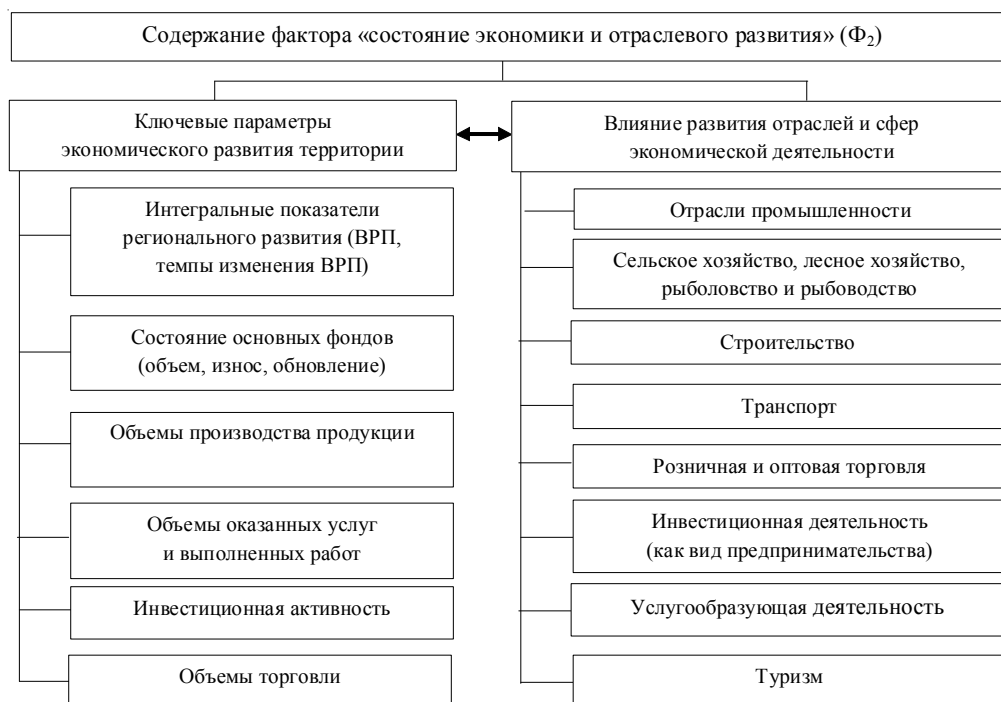 Содержание фактора «состояние экономики и отраслевого развития» (Ф₂)
Ключевые параметры
экономического развития территории
Интегральные показатели
регионального развития (ВРП,
темпы изменения ВРП)
Состояние основных фондов
(объем, износ, обновление)
Объемы производства продукции
Объемы оказанных услуг
и выполненных работ
Инвестиционная активность
Объемы торговли
Влияние развития отраслей и сфер
экономической деятельности
Отрасли промышленности
Сельское хозяйство, лесное хозяйство,
рыболовство и рыбоводство
Строительство
Транспорт
Розничная и оптовая торговля
Инвестиционная деятельность
(как вид предпринимательства)
Услугообразующая деятельность
Туризм